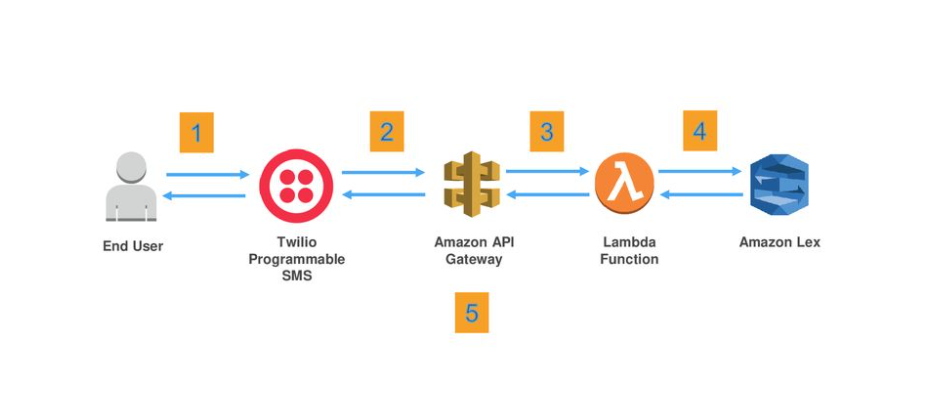 1
2
3
4
End User
Twilio
Programmable
SMS
Amazon API
Gateway
Lambda
Function
Amazon Lex
5